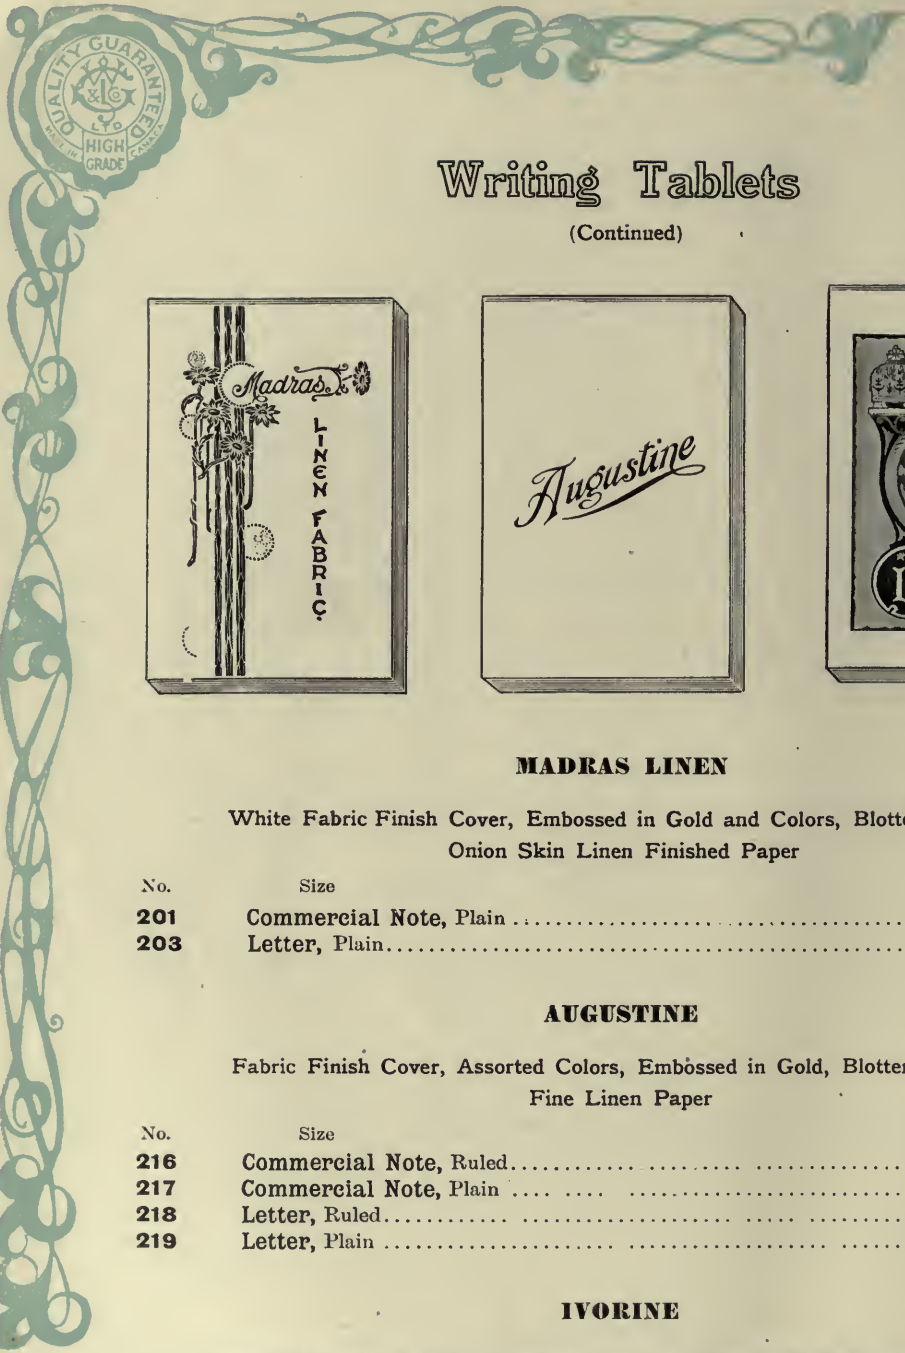 QUALITY GUARANTEED
LTD
MADE IN CANADA
HIGH
GRADE
Writing Tablets
(Continued)
Madras
LINEN FABRIC
Augustine
MADRAS LINEN
White Fabric Finish Cover, Embossed in Gold and Colors,
Onion Skin Linen Finished Paper
No. Size
201 Commercial Note, Plain
203 Letter, Plain
AUGUSTINE
Fabric Finish Cover, Assorted Colors, Embossed in Gold,
Fine Linen Paper
No. Size
216 Commercial Note, Ruled
217 Commercial Note, Plain
218 Letter, Ruled
219 Letter, Plain
IVORINE